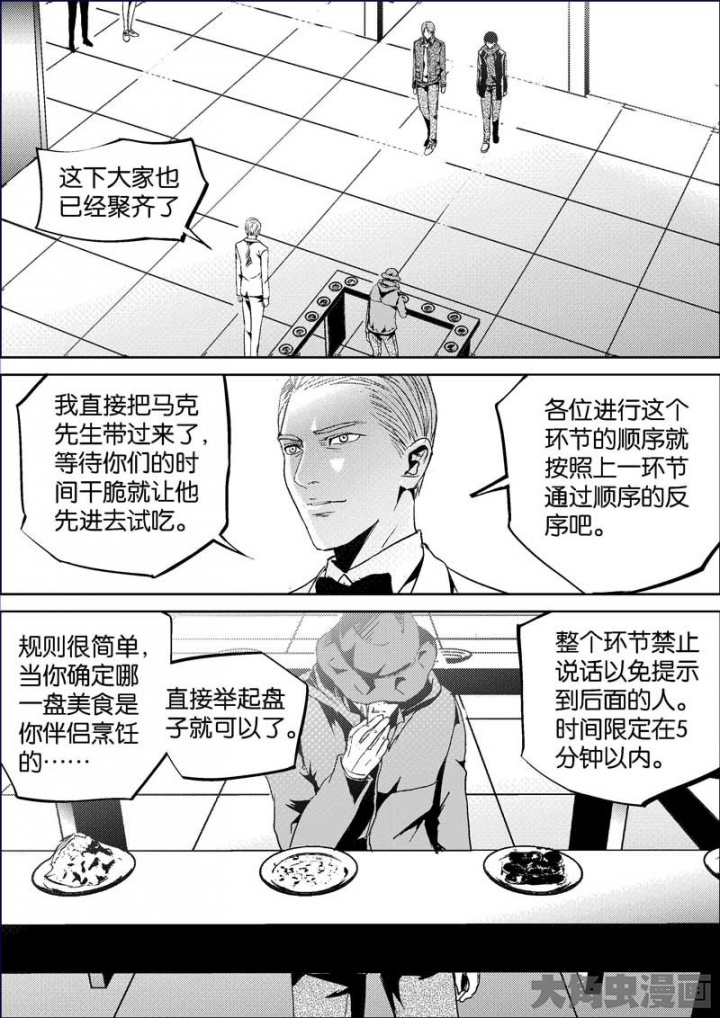 这下大家也
已经聚齐了
我直接把马克
先生带过来了，
等待你们的时
间干脆就让他
先进去试吃。
各位进行这个
环节的顺序就
按照上一环节
通过顺序的反
序吧。
规则很简单，
当你确定哪
一盘美食是
你伴侣烹饪
的……
直接举起盘
子就可以了。
整个环节禁止
说话以免提示
到后面的人。
时间限定在5
分钟以内。
大角虫漫画